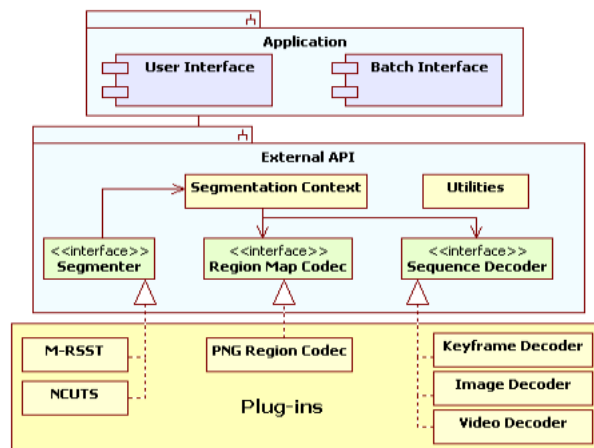 Application
User Interface
Batch Interface
External API
Segmentation Context
Utilities
<<interface>>
Segmenter
<<interface>>
Region Map Codec
<<interface>>
Sequence Decoder
M-RSST
PNG Region Codec
Keyframe Decoder
NCUTS
Image Decoder
Plug-ins
Video Decoder